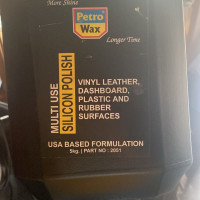 More Shine
Petro
Wax
Longer Time
MULTI USE
SILICON POLISH
VINYL LEATHER,
DASHBOARD,
PLASTIC AND
RUBBER
SURFACES
USA BASED FORMULATION
5kg. | PART NO : 2051